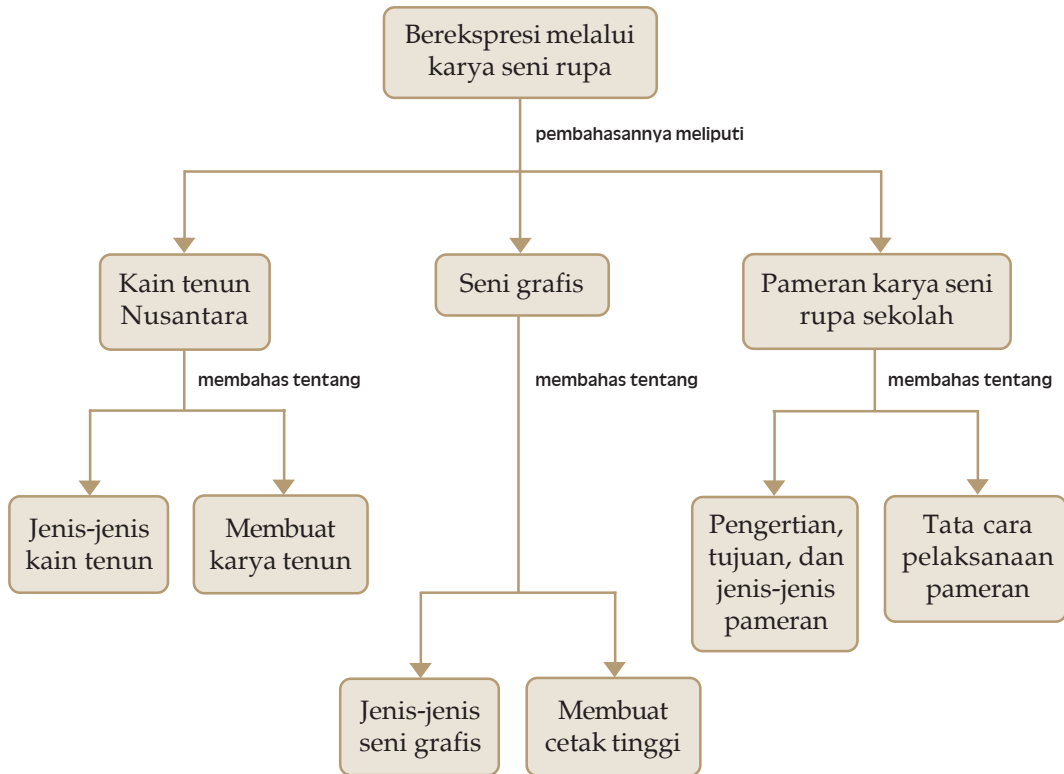 Berekspresi melalui
karya seni rupa
pembahasannya meliputi
Kain tenun
Nusantara
Seni grafis
Pameran karya seni
rupa sekolah
membahas tentang
membahas tentang
membahas tentang
Jenis-jenis
kain tenun
Membuat
karya tenun
Pengertian,
tujuan, dan
jenis-jenis
pameran
Tata cara
pelaksanaan
pameran
Jenis-jenis
seni grafis
Membuat
cetak tinggi